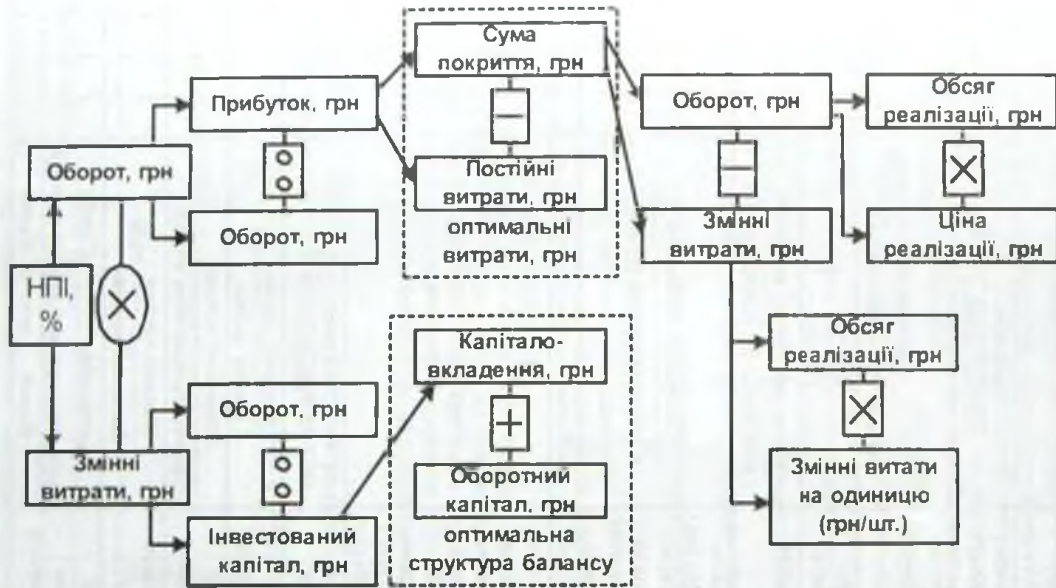 Сума
покриття, грн
Прибуток, грн
Оборот, грн
Обсяг
реалізації, грн
Оборот, грн
Постійні
витрати, грн
оптимальні
витрати, грн
Оборот, грн
Змінні
витрати, грн
Ціна
реалізації, грн
НПІ,
%
Капітало-
вкладення, грн
Обсяг
реалізації, грн
Оборот, грн
Змінні
витрати, грн
Оборотний
капітал, грн
оптимальна
структура балансу
Змінні витати
на одиницю
(грн/шт.)
Інвестований
капітал, грн